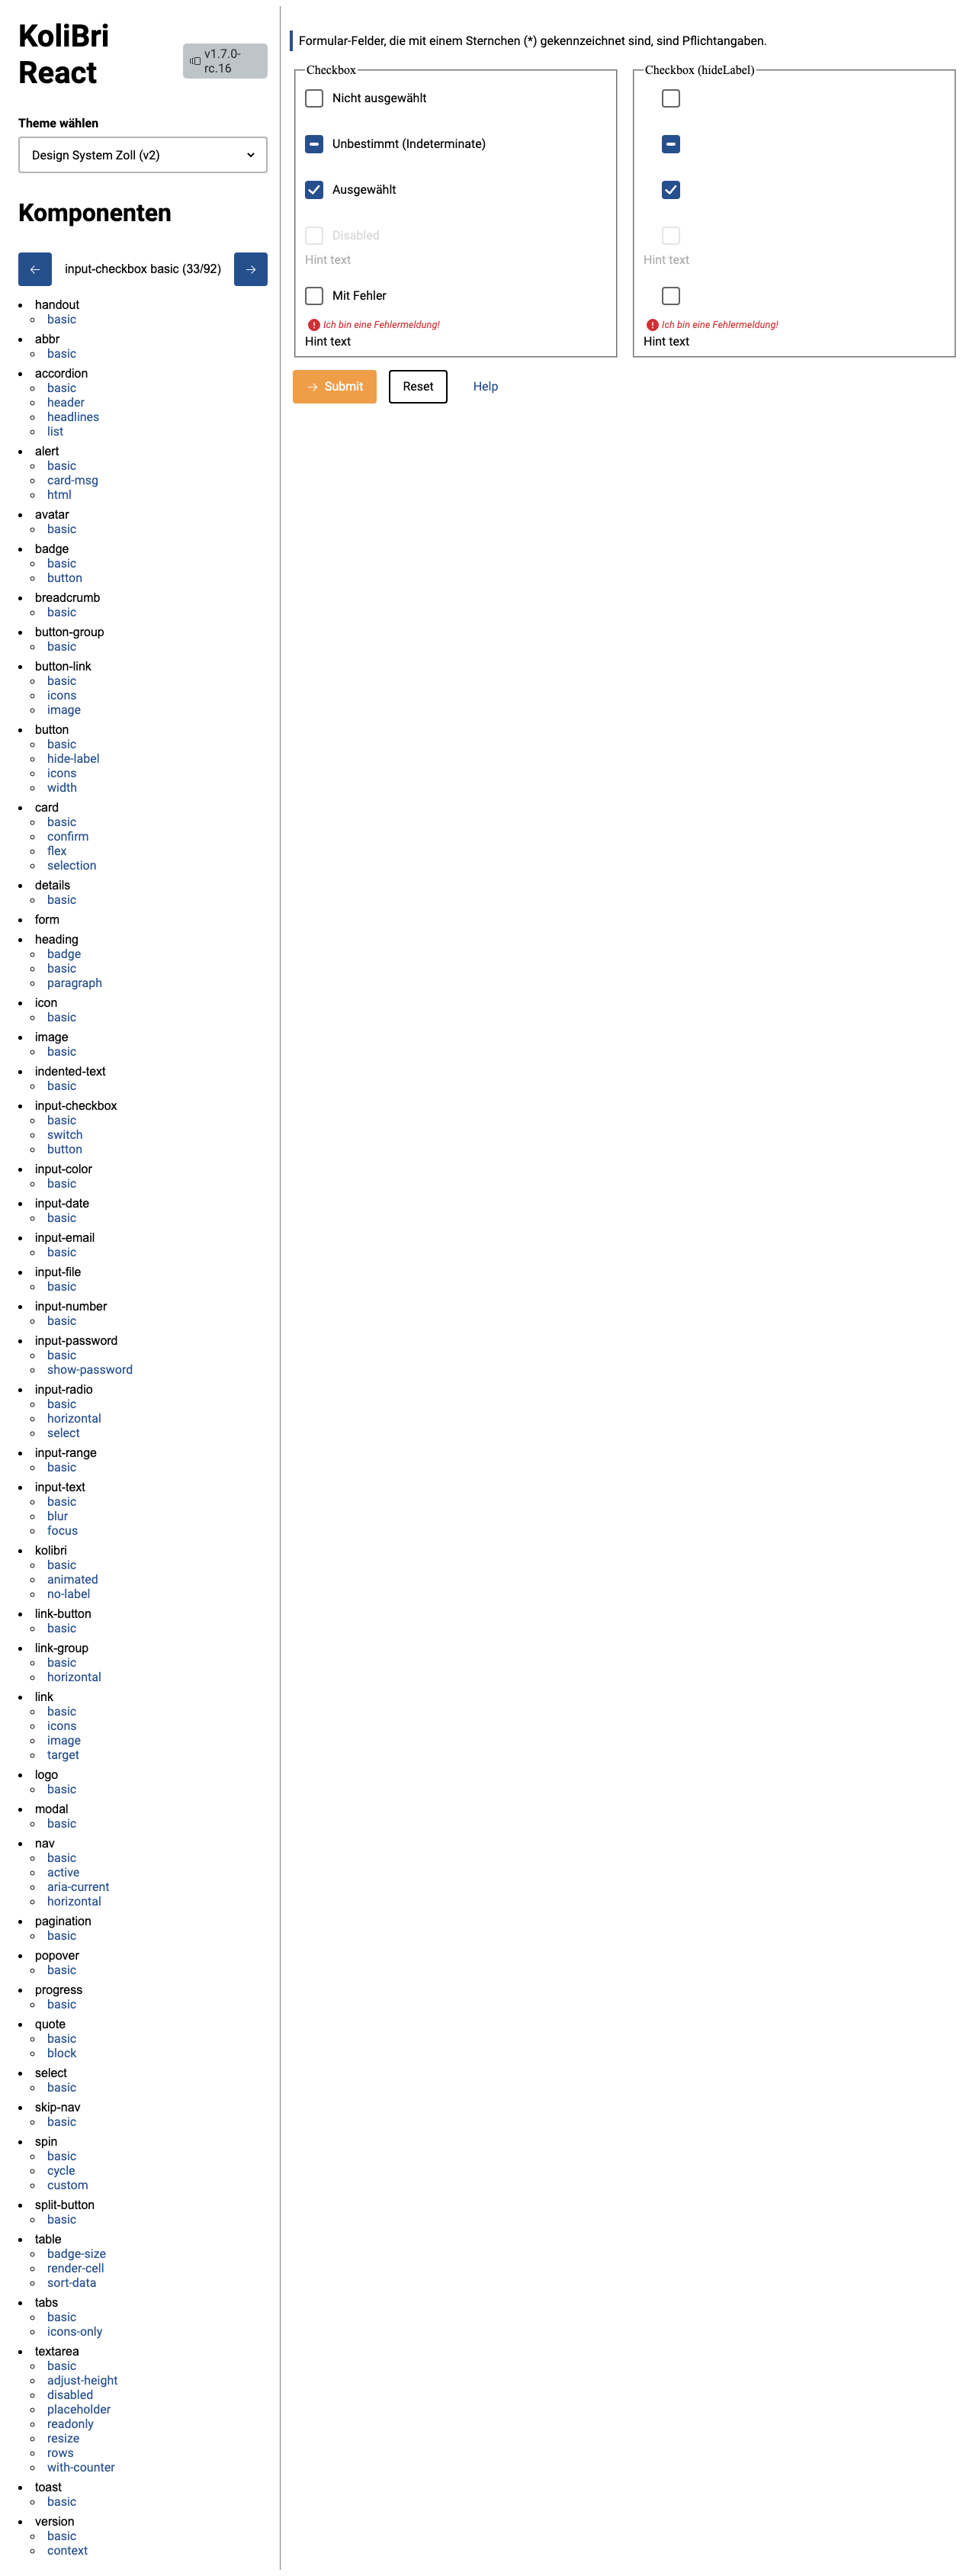 KoliBri
React
v1.7.0-
rc.16
Theme wählen
Design System Zoll (v2)
Komponenten
input-checkbox basic (33/92)
handout
basic
abbr
basic
accordion
basic
header
headlines
list
alert
basic
card-msg
html
avatar
basic
badge
basic
button
breadcrumb
basic
button-group
basic
button-link
basic
icons
image
button
basic
hide-label
icons
width
card
basic
confirm
flex
selection
details
basic
form
heading
badge
basic
paragraph
icon
basic
image
basic
indented-text
basic
input-checkbox
basic
switch
button
input-color
basic
input-date
basic
input-email
basic
input-file
basic
input-number
basic
input-password
basic
show-password
input-radio
basic
horizontal
select
input-range
basic
input-text
basic
blur
focus
kolibri
basic
animated
no-label
link-button
basic
link-group
basic
horizontal
link
basic
icons
image
target
logo
basic
modal
basic
nav
basic
active
aria-current
horizontal
pagination
basic
popover
basic
progress
basic
quote
basic
block
select
basic
skip-nav
basic
spin
basic
cycle
custom
split-button
basic
table
badge-size
render-cell
sort-data
tabs
basic
icons-only
textarea
basic
adjust-height
disabled
placeholder
readonly
resize
rows
with-counter
toast
basic
version
basic
context
Formular-Felder, die mit einem Sternchen (*) gekennzeichnet sind, sind Pflichtangaben.
Checkbox
Nicht ausgewählt
Unbestimmt (Indeterminate)
Ausgewählt
Disabled
Hint text
Mit Fehler
Ich bin eine Fehlermeldung!
Hint text
Checkbox (hideLabel)
Hint text
Ich bin eine Fehlermeldung!
Hint text
Submit
Reset
Help